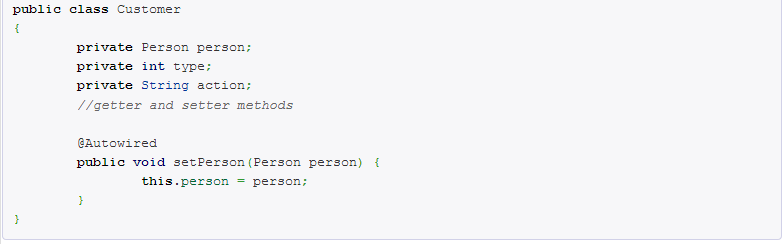 public class Customer
{
        private Person person;
        private int type;
        private String action;
        //getter and setter methods

        @Autowired
        public void setPerson(Person person) {
                this.person = person;
        }
}